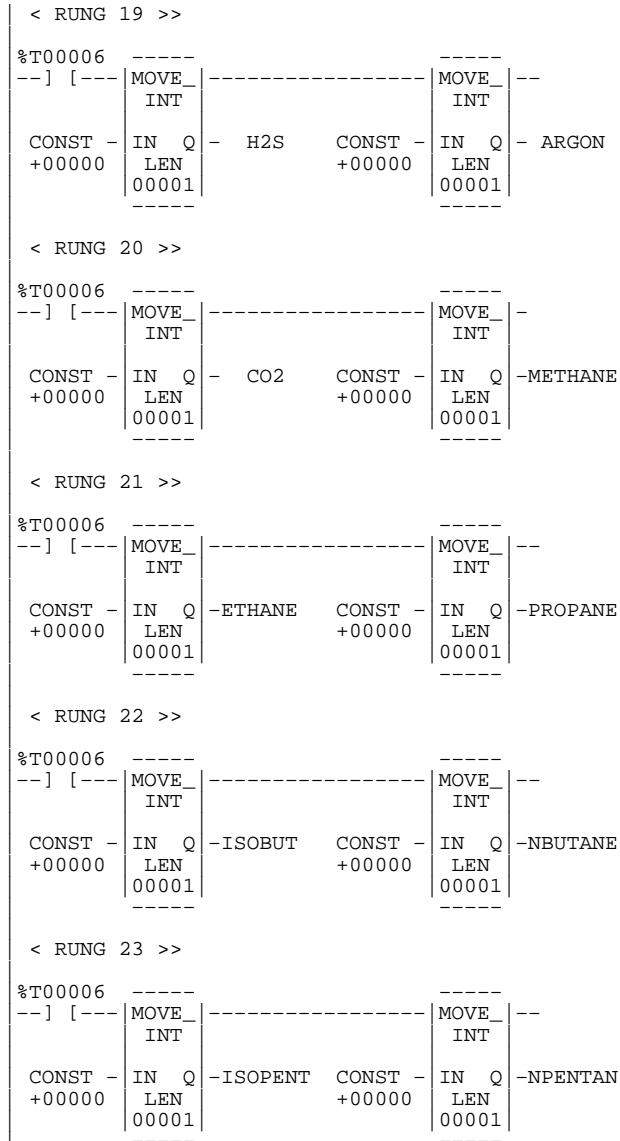 | < RUNG 19 >>
|
|%T00006  -----                   -----
|--] [---|MOVE_|-----------------|MOVE_|--
|        | INT |                 | INT |
|        |     |                 |     |
| CONST -|IN  Q|-  H2S   CONST -|IN  Q|- ARGON
| +00000 | LEN |         +00000 | LEN |
|        |00001|                 |00001|
|         -----                   -----
|
| < RUNG 20 >>
|
|%T00006  -----                   -----
|--] [---|MOVE_|-----------------|MOVE_|-
|        | INT |                 | INT |
|        |     |                 |     |
| CONST -|IN  Q|-  CO2   CONST -|IN  Q|-METHANE
| +00000 | LEN |         +00000 | LEN |
|        |00001|                 |00001|
|         -----                   -----
|
| < RUNG 21 >>
|
|%T00006  -----                   -----
|--] [---|MOVE_|-----------------|MOVE_|--
|        | INT |                 | INT |
|        |     |                 |     |
| CONST -|IN  Q|-ETHANE  CONST -|IN  Q|-PROPANE
| +00000 | LEN |         +00000 | LEN |
|        |00001|                 |00001|
|         -----                   -----
|
| < RUNG 22 >>
|
|%T00006  -----                   -----
|--] [---|MOVE_|-----------------|MOVE_|--
|        | INT |                 | INT |
|        |     |                 |     |
| CONST -|IN  Q|-ISOBUT  CONST -|IN  Q|-NBUTANE
| +00000 | LEN |         +00000 | LEN |
|        |00001|                 |00001|
|         -----                   -----
|
| < RUNG 23 >>
|
|%T00006  -----                   -----
|--] [---|MOVE_|-----------------|MOVE_|--
|        | INT |                 | INT |
|        |     |                 |     |
| CONST -|IN  Q|-ISOPENT CONST -|IN  Q|-NPENTAN
| +00000 | LEN |         +00000 | LEN |
|        |00001|                 |00001|
|         -----                   -----